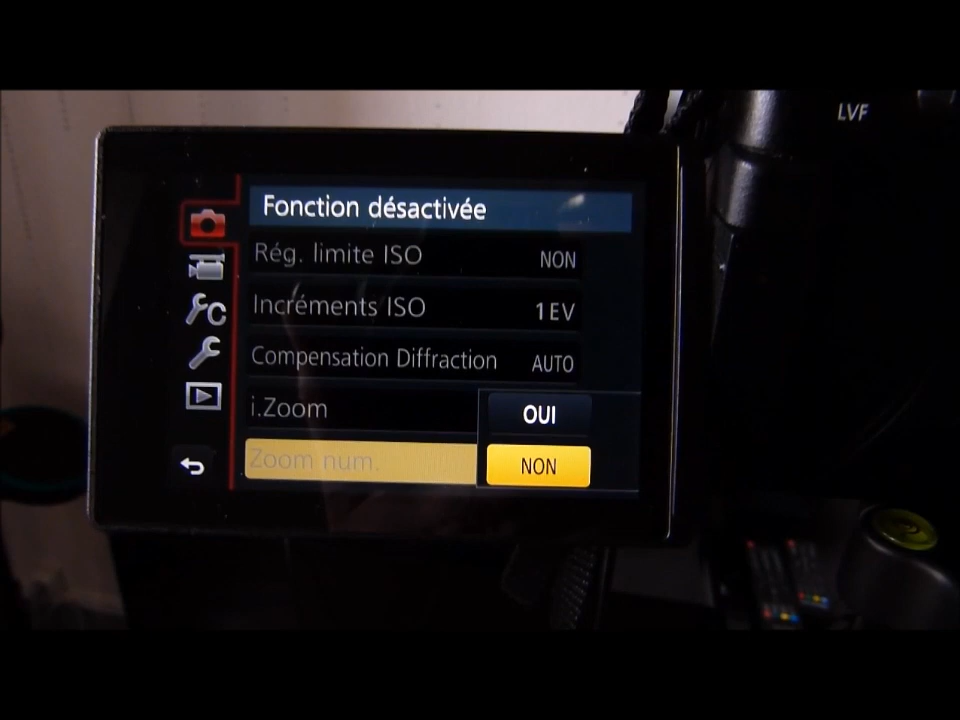 LVF
Fonction désactivée
Rég. limite ISO NON
Incréments ISO 1EV
Compensation Diffraction AUTO
i.Zoom OUI
Zoom num. NON
C